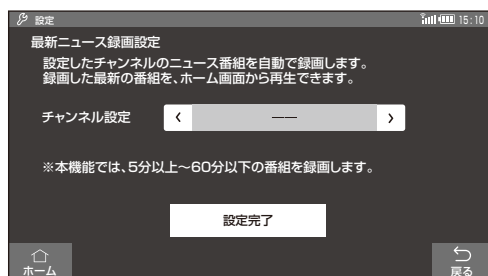 設定 15:10
最新ニュース録画設定
設定したチャンネルのニュース番組を自動で録画します。
録画した最新の番組を、ホーム画面から再生できます。
チャンネル設定 ‹ –– ›
※本機能では、5分以上～60分以下の番組を録画します。
設定完了
ホーム 戻る